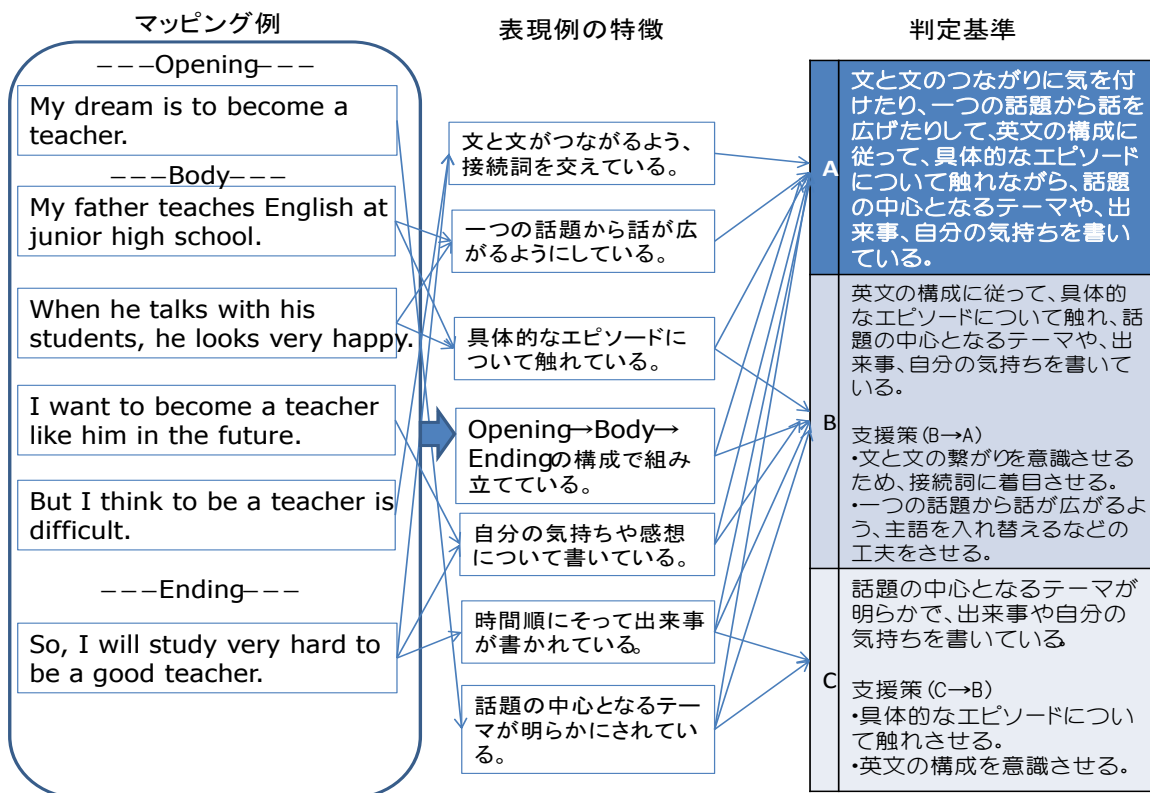 マッピング例
−−−Opening−−−
My dream is to become a
teacher.
−−−Body−−−
My father teaches English at
junior high school.
When he talks with his
students, he looks very happy.
I want to become a teacher
like him in the future.
But I think to be a teacher is
difficult.
−−−Ending−−−
So, I will study very hard to
be a good teacher.
表現例の特徴
文と文がつながるよう、
接続詞を交えている。
一つの話題から話が広
がるようにしている。
具体的なエピソードに
ついて触れている。
Opening→Body→
Endingの構成で組み
立てている。
自分の気持ちや感想
について書いている。
時間順にそって出来事
が書かれている。
話題の中心となるテー
マが明らかにされてい
る。
判定基準
A
文と文のつながりに気を付
けたり、一つの話題から話を
広げたりして、英文の構成に
従って、具体的なエピソード
について触れながら、話題
の中心となるテーマや、出
来事、自分の気持ちを書い
ている。
B
英文の構成に従って、具体的
なエピソードについて触れ、話
題の中心となるテーマや、出来
事、自分の気持ちを書いて
いる。
支援策(B→A)
・文と文の繋がりを意識させる
ため、接続詞に着目させる。
・一つの話題から話が広がるよ
う、主語を入れ替えるなどの
工夫をさせる。
C
話題の中心となるテーマが
明らかで、出来事や自分の
気持ちを書いている。
支援策(C→B)
・具体的なエピソードについ
て触れさせる。
・英文の構成を意識させる。